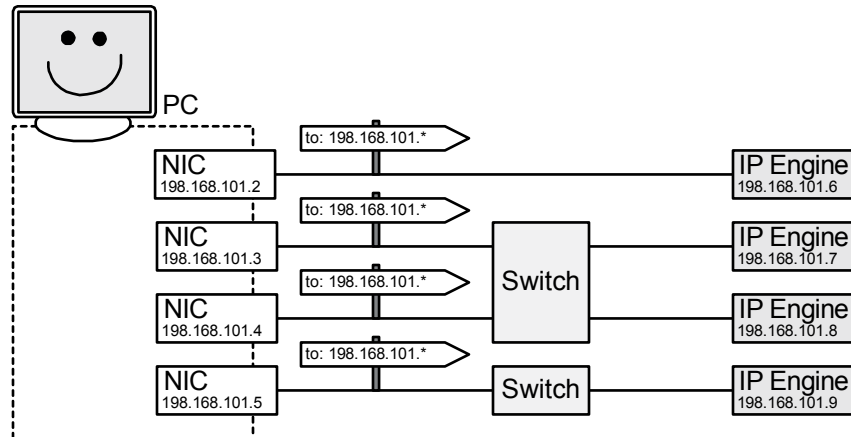 PC
to: 198.168.101.*
NIC
198.168.101.2
IP Engine
198.168.101.6
to: 198.168.101.*
NIC
198.168.101.3
Switch
IP Engine
198.168.101.7
to: 198.168.101.*
NIC
198.168.101.4
IP Engine
198.168.101.8
to: 198.168.101.*
NIC
198.168.101.5
Switch
IP Engine
198.168.101.9